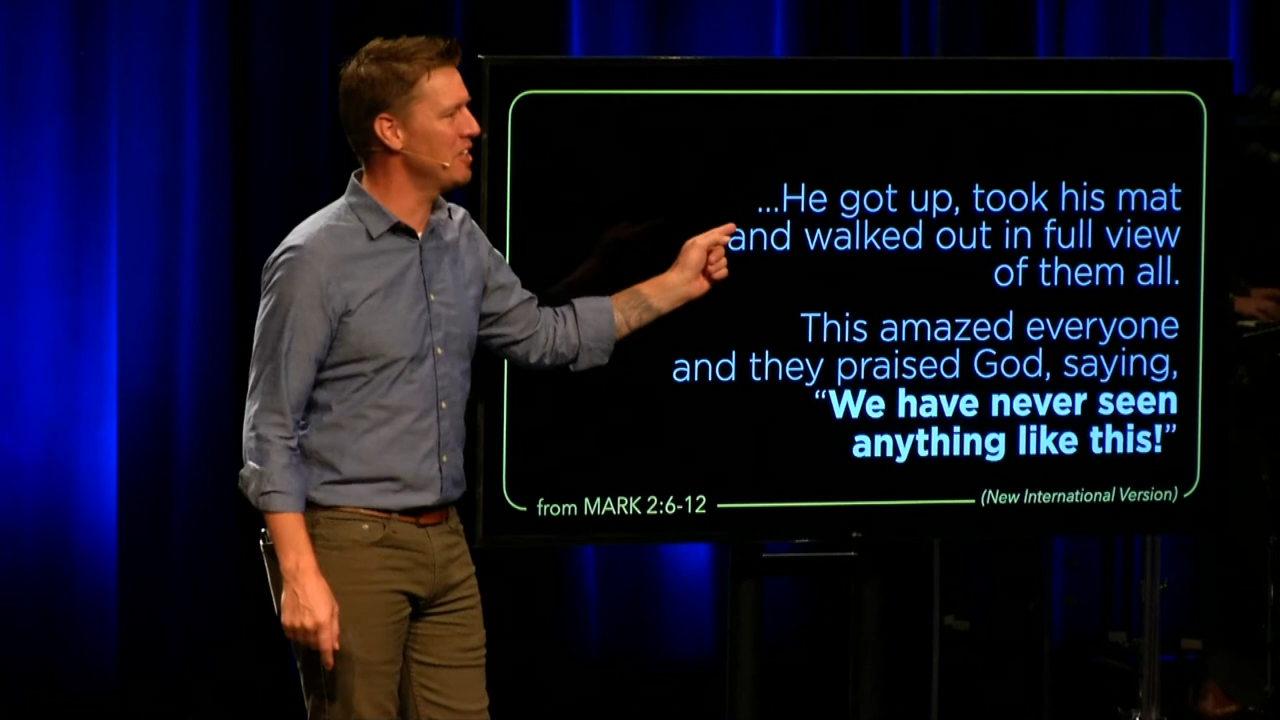 ...He got up, took his mat
and walked out in full view
of them all.
This amazed everyone
and they praised God, saying,
“We have never seen
anything like this!”
from MARK 2:6-12
(New International Version)